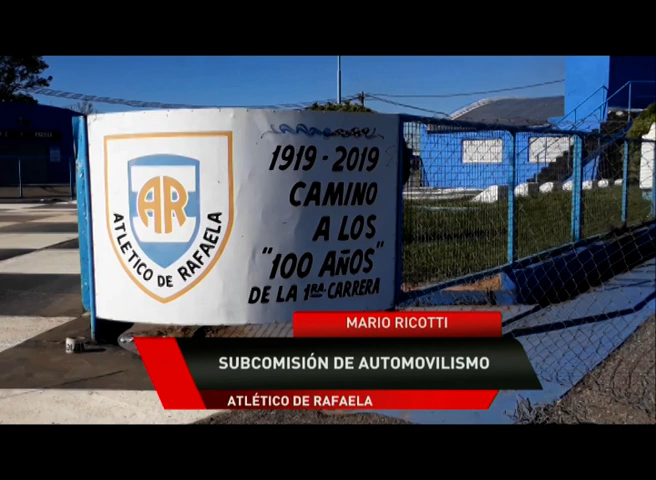 1919 - 2019
CAMINO
A LOS
"100 AÑOS"
DE LA 1RA. CARRERA
AR
ATLETICO DE RAFAELA
MARIO RICOTTI
SUBCOMISIÓN DE AUTOMOVILISMO
ATLÉTICO DE RAFAELA